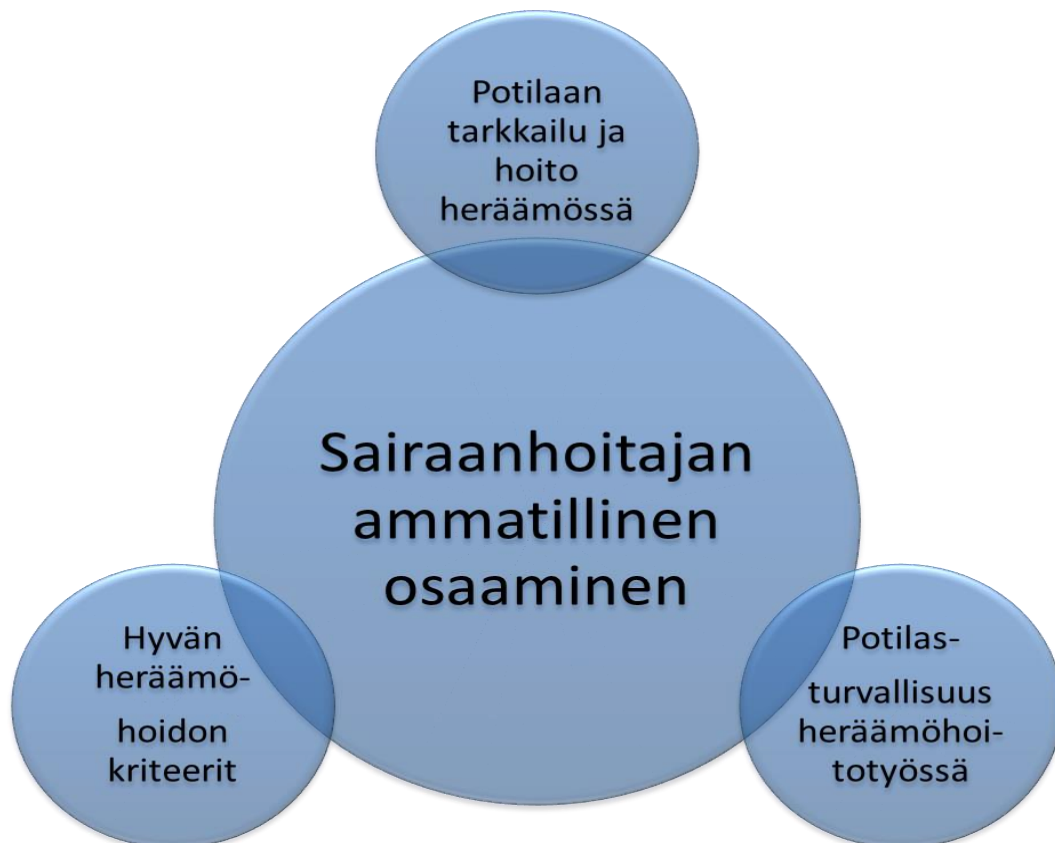 Potilaan
tarkkailu ja
hoito
heräämössä
Sairaanhoitajan
ammatillinen
osaaminen
Hyvän
heräämö-
hoidon
kriteerit
Potilas-
turvallisuus
heräämöhoi-
totyössä